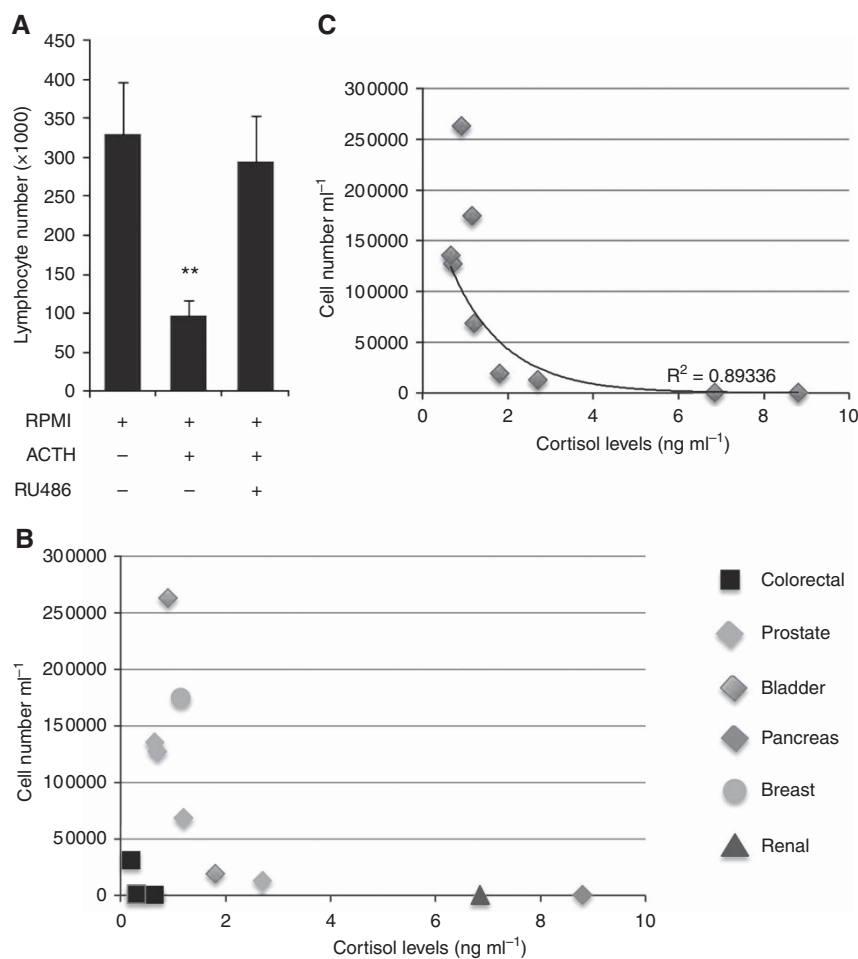 A
Lymphocyte number (×1000)
450
400
350
300
250
200
150
100
50
0
**
RPMI + + +
ACTH − + +
RU486 − − +
C
Cell number ml⁻¹
300000
250000
200000
150000
100000
50000
0
R² = 0.89336
0 2 4 6 8 10
Cortisol levels (ng ml⁻¹)
B
Cell number ml⁻¹
300000
250000
200000
150000
100000
50000
0
0 2 4 6 8 10
Cortisol levels (ng ml⁻¹)
Colorectal
Prostate
Bladder
Pancreas
Breast
Renal